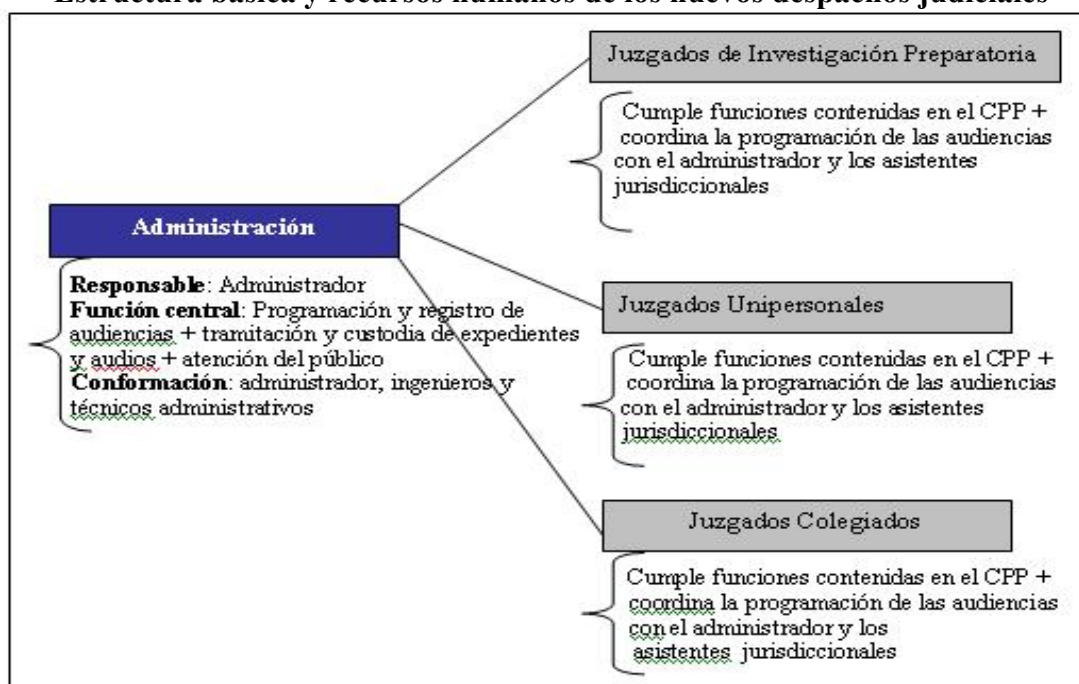 Estructura básica y recursos humanos de los nuevos despachos judiciales
Juzgados de Investigación Preparatoria
Cumple funciones contenidas en el CPP +
coordina la programación de las audiencias
con el administrador y los asistentes
jurisdiccionales
Administración
Responsable: Administrador
Función central: Programación y registro de
audiencias + tramitación y custodia de expedientes
y audios + atención del público
Conformación: administrador, ingenieros y
técnicos administrativos
Juzgados Unipersonales
Cumple funciones contenidas en el CPP +
coordina la programación de las audiencias
con el administrador y los asistentes
jurisdiccionales
Juzgados Colegiados
Cumple funciones contenidas en el CPP +
coordina la programación de las audiencias
con el administrador y los
asistentes jurisdiccionales